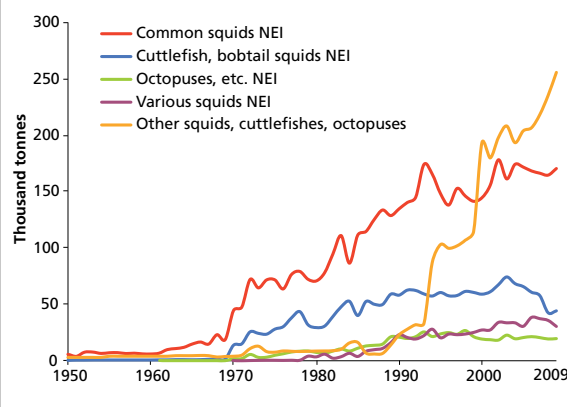 300
250
200
150
100
50
0
Thousand tonnes
Common squids NEI
Cuttlefish, bobtail squids NEI
Octopuses, etc. NEI
Various squids NEI
Other squids, cuttlefishes, octopuses
1950 1960 1970 1980 1990 2000 2009